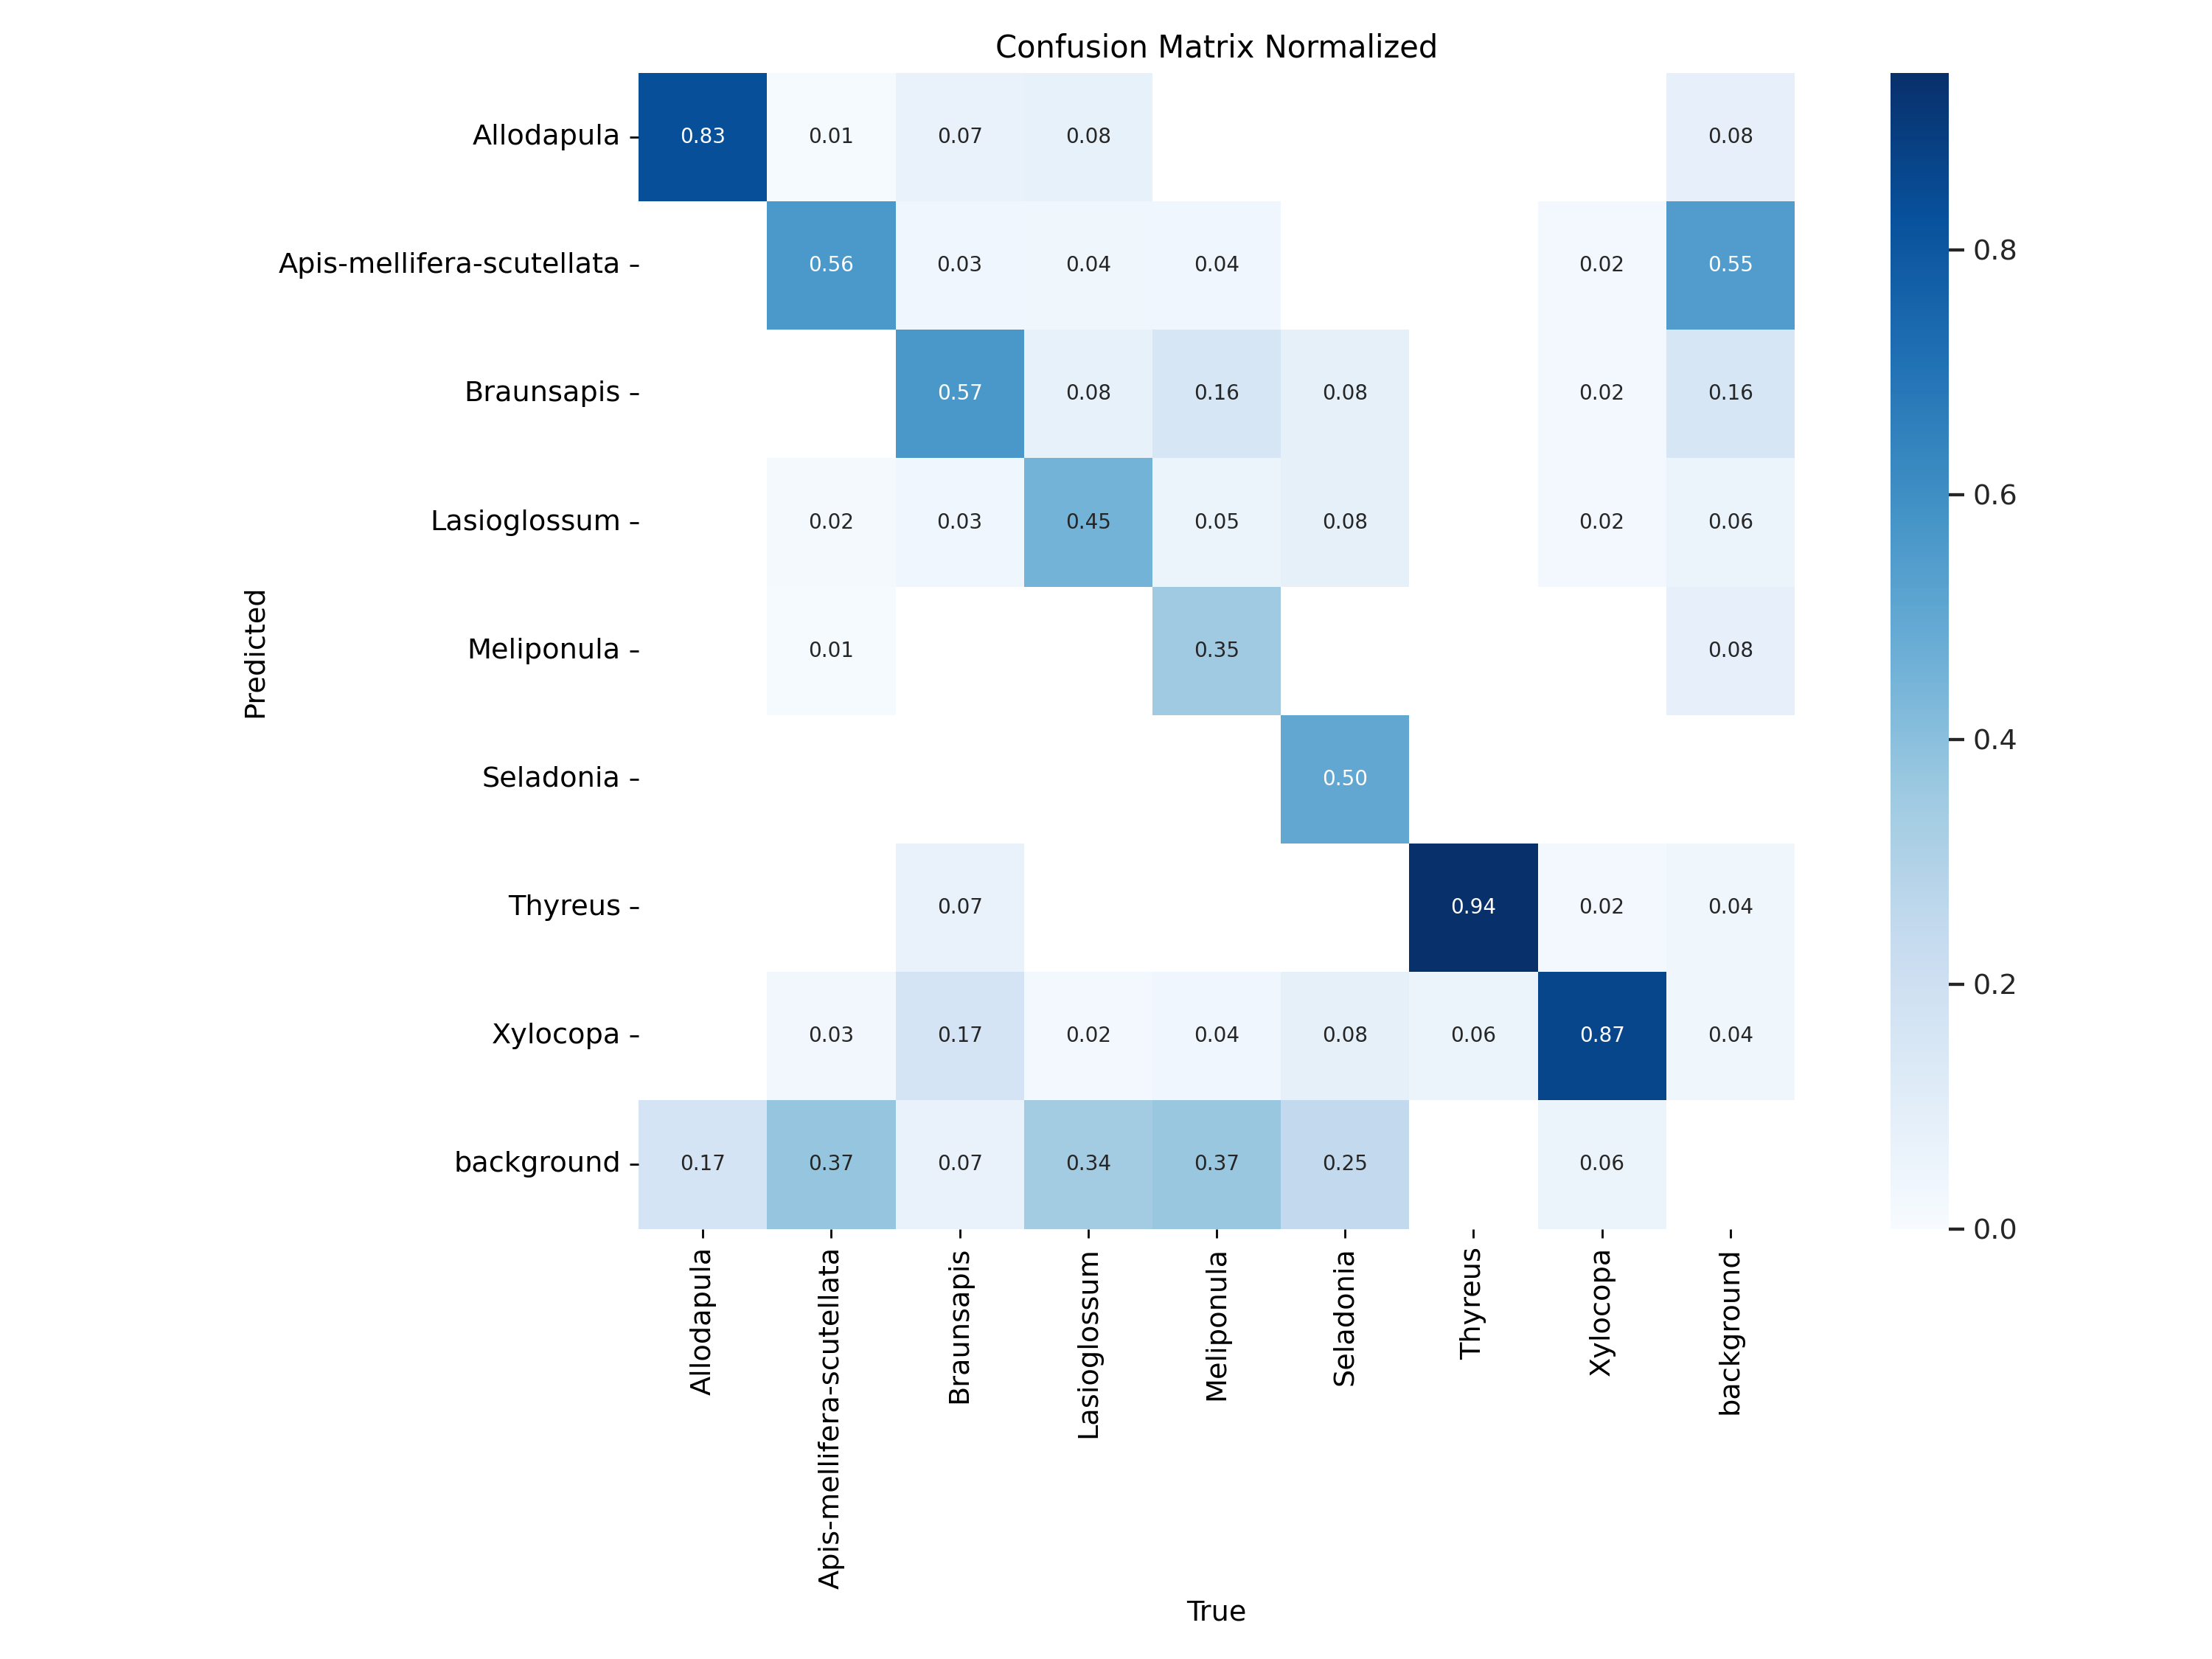 Confusion Matrix Normalized
Allodapula 0.83 0.01 0.07 0.08 0.08
Apis-mellifera-scutellata 0.56 0.03 0.04 0.04 0.02 0.55
0.8
Braunsapis 0.57 0.08 0.16 0.08 0.02 0.16
0.6
Lasioglossum 0.02 0.03 0.45 0.05 0.08 0.02 0.06
Predicted
Meliponula 0.01 0.35 0.08
0.4
Seladonia 0.50
Thyreus 0.07 0.94 0.02 0.04
0.2
Xylocopa 0.03 0.17 0.02 0.04 0.08 0.06 0.87 0.04
background 0.17 0.37 0.07 0.34 0.37 0.25 0.06
0.0
Allodapula
Apis-mellifera-scutellata
Braunsapis
Lasioglossum
Meliponula
Seladonia
Thyreus
Xylocopa
background
True